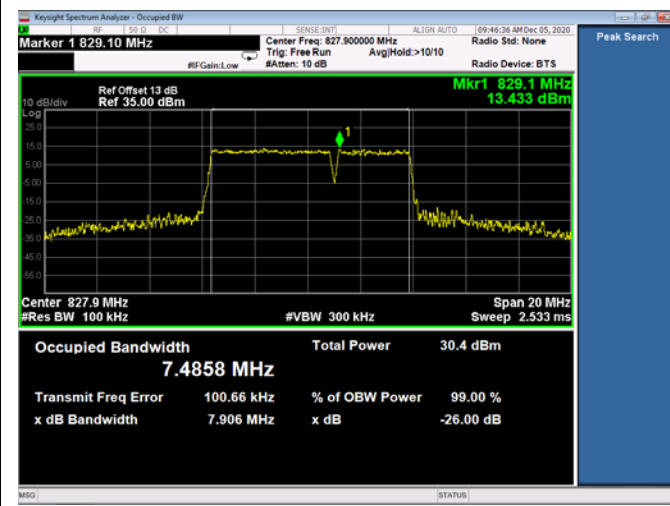 Keysight Spectrum Analyzer - Occupied BW
RF 50 Ω DC SENSE:INT ALIGN AUTO 09:46:36 AM Dec 05, 2020
Marker 1 829.10 MHz
Center Freq: 827.900000 MHz
Radio Std: None
Trig: Free Run Avg|Hold:>10/10
#IFGain:Low #Atten: 10 dB Radio Device: BTS
Peak Search
Ref Offset 13 dB
Mkr1 829.1 MHz
10 dB/div Ref 35.00 dBm
13.433 dBm
Log
25.0
15.0
5.00
-5.00
-15.0
-25.0
-35.0
-45.0
-55.0
1
Center 827.9 MHz Span 20 MHz
#Res BW 100 kHz #VBW 300 kHz Sweep 2.533 ms
Occupied Bandwidth Total Power 30.4 dBm
7.4858 MHz
Transmit Freq Error 100.66 kHz % of OBW Power 99.00 %
x dB Bandwidth 7.906 MHz x dB -26.00 dB
MSG STATUS